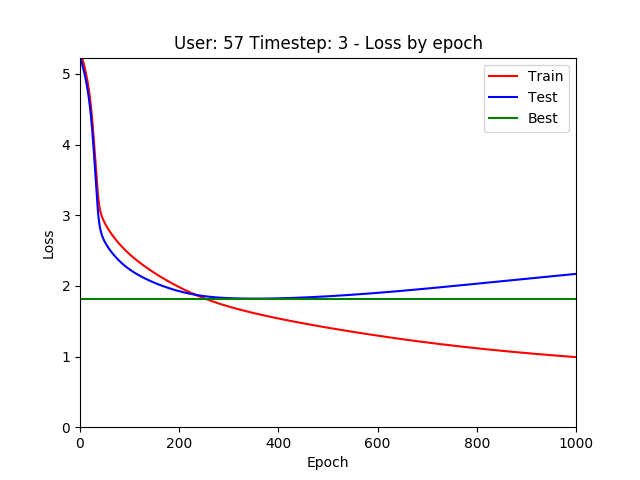 User: 57 Timestep: 3 - Loss by epoch
Train
Test
Best
Loss
5
4
3
2
1
0
0 200 400 600 800 1000
Epoch